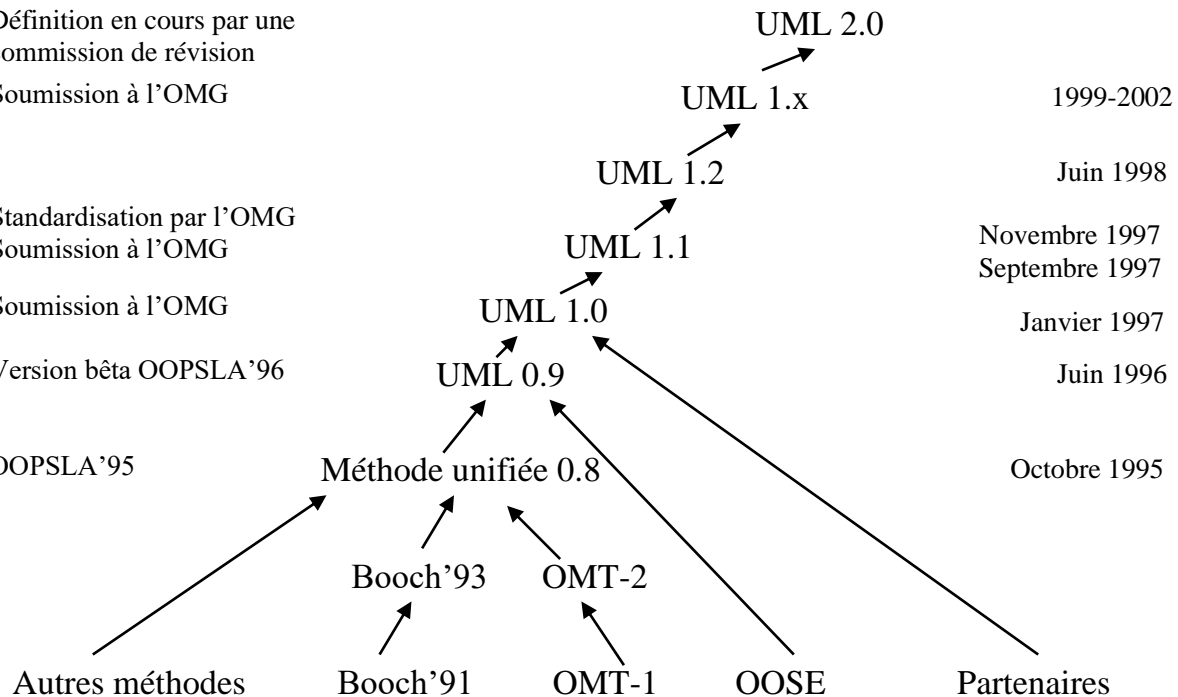 Définition en cours par une
commission de révision
UML 2.0
Soumission à l’OMG
UML 1.x
1999-2002
UML 1.2
Juin 1998
Standardisation par l’OMG
Soumission à l’OMG
UML 1.1
Novembre 1997
Septembre 1997
Soumission à l’OMG
UML 1.0
Janvier 1997
Version bêta OOPSLA’96
UML 0.9
Juin 1996
OOPSLA’95
Méthode unifiée 0.8
Octobre 1995
Booch’93
OMT-2
Autres méthodes
Booch’91
OMT-1
OOSE
Partenaires